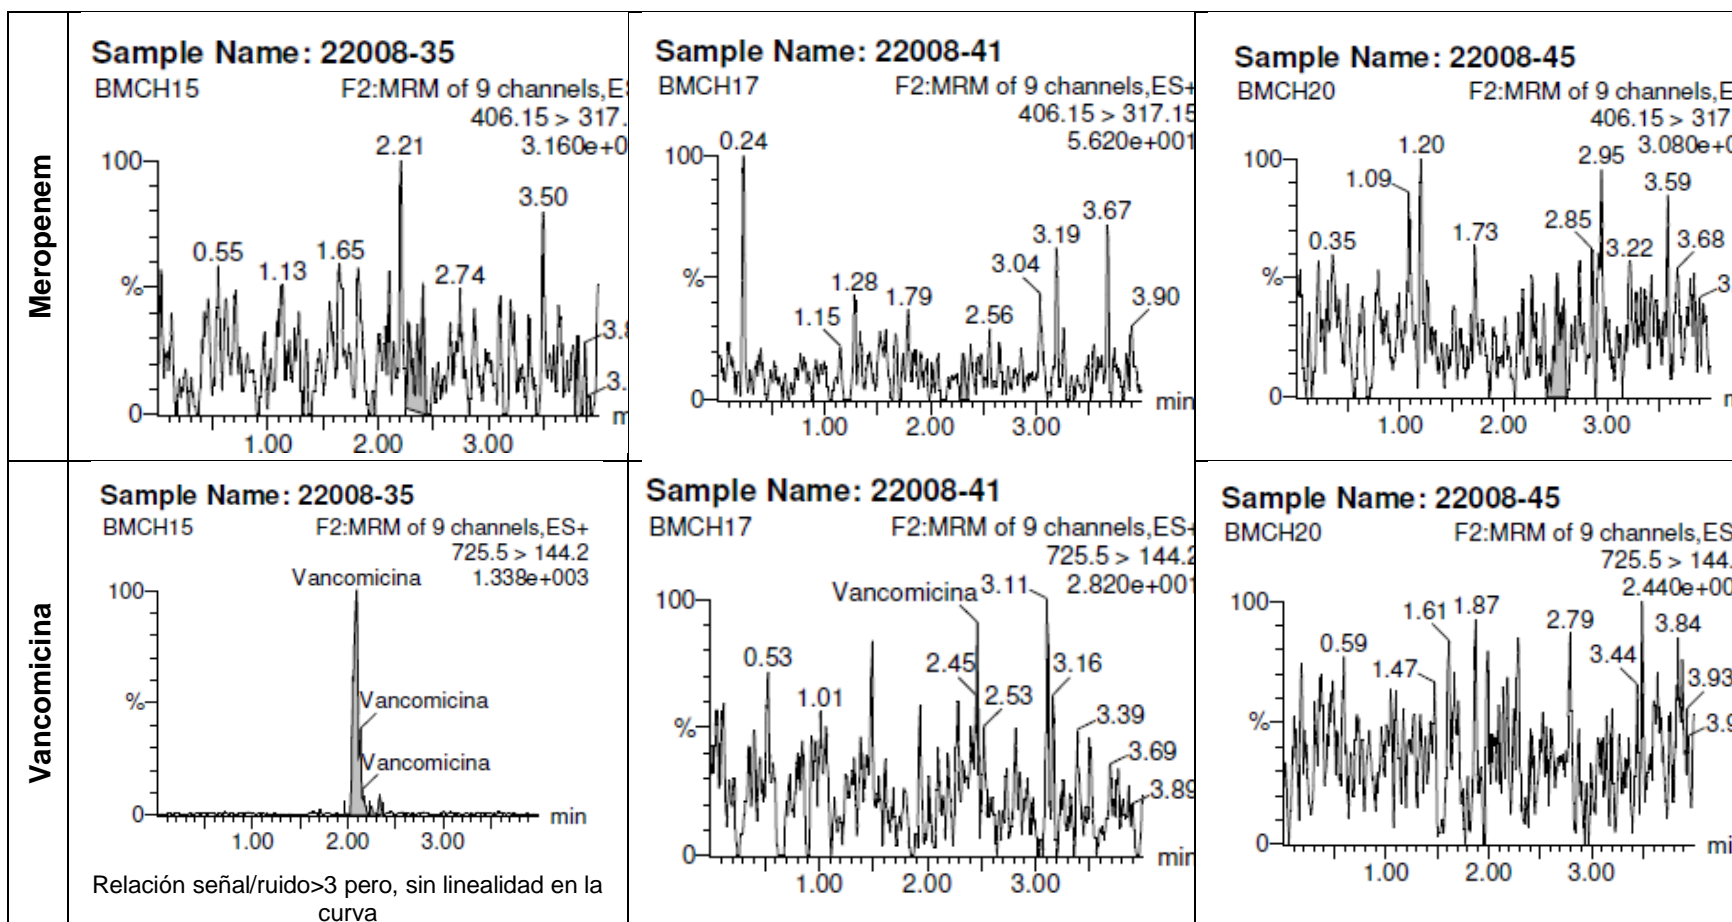 Meropenem
Sample Name: 22008-35
BMCH15 F2:MRM of 9 channels,ES
406.15 > 317.
3.160e+0
100
%
0
0.55
1.13
1.65
2.21
2.74
3.50
3.
1.00 2.00 3.00
Sample Name: 22008-41
BMCH17 F2:MRM of 9 channels,ES+
406.15 > 317.15
5.620e+001
100
%
0
0.24
1.15
1.28
1.79
2.56
3.04
3.19
3.67
3.90
1.00 2.00 3.00
min
Sample Name: 22008-45
BMCH20 F2:MRM of 9 channels,E
406.15 > 317
3.080e+0
100
%
0
0.35
1.09
1.20
1.73
2.85
2.95
3.22
3.59
3.68
1.00 2.00 3.00
Vancomicina
Sample Name: 22008-35
BMCH15 F2:MRM of 9 channels,ES+
725.5 > 144.2
1.338e+003
Vancomicina
Vancomicina
Vancomicina
100
%
0
1.00 2.00 3.00
min
Relación señal/ruido>3 pero, sin linealidad en la
curva
Sample Name: 22008-41
BMCH17 F2:MRM of 9 channels,ES+
725.5 > 144.2
2.820e+001
Vancomicina
100
%
0
0.53
1.01
2.45
2.53
3.11
3.16
3.39
3.69
3.89
1.00 2.00 3.00
min
Sample Name: 22008-45
BMCH20 F2:MRM of 9 channels,ES
725.5 > 144.
2.440e+00
100
%
0
0.59
1.47
1.61
1.87
2.79
3.44
3.84
3.93
3.9
1.00 2.00 3.00
mi